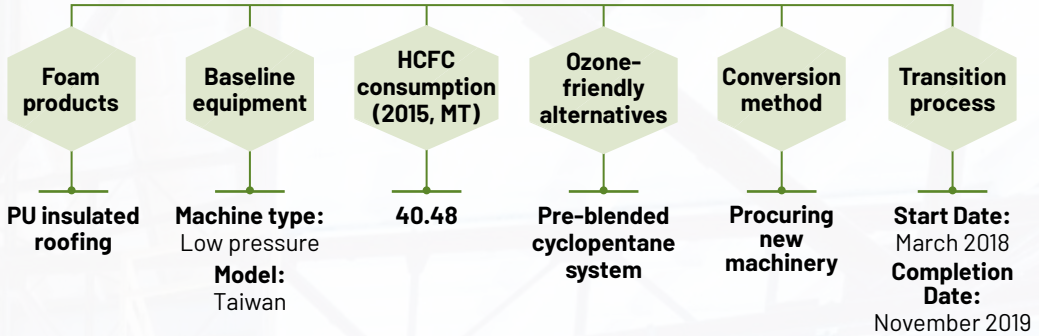 Foam
products
Baseline
equipment
HCFC
consumption
(2015, MT)
Ozone-
friendly
alternatives
Conversion
method
Transition
process
PU insulated
roofing
Machine type:
Low pressure
Model:
Taiwan
40.48
Pre-blended
cyclopentane
system
Procuring
new
machinery
Start Date:
March 2018
Completion
Date:
November 2019